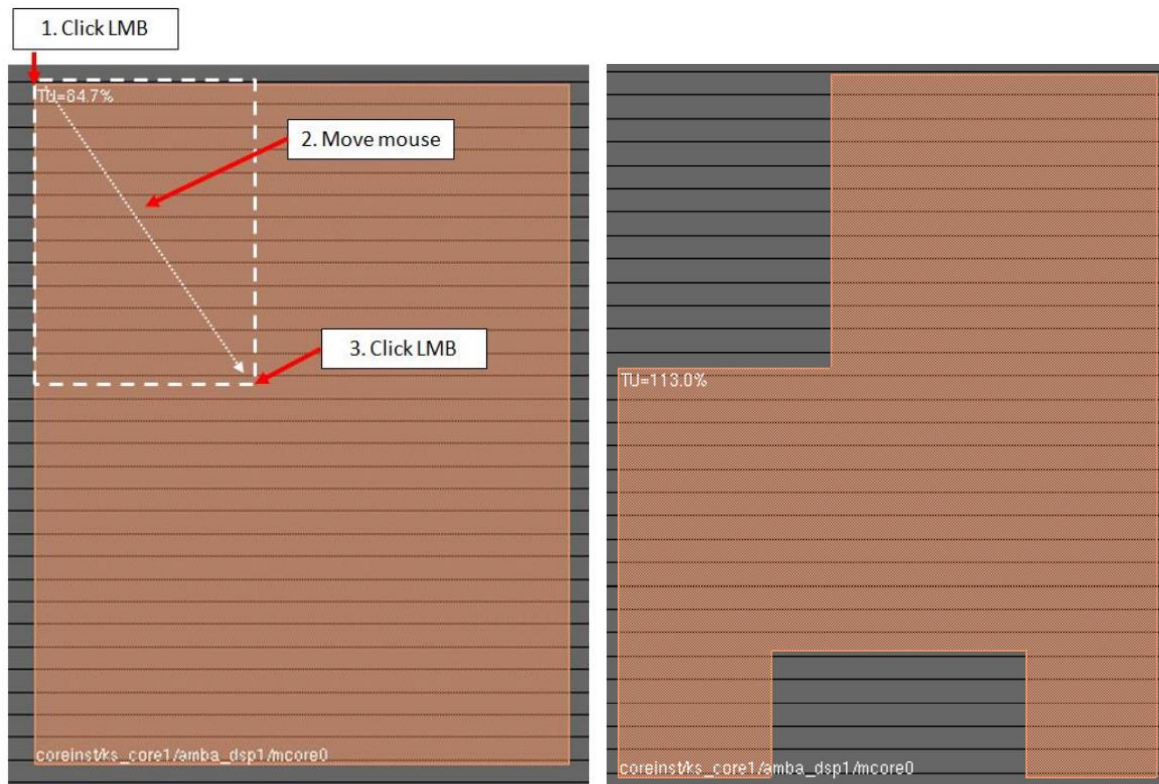 1. Click LMB
TU=84.7%
2. Move mouse
3. Click LMB
coreinst/ks_core1/amba_dsp1/mcore0
TU=113.0%
coreinst/ks_core1/amba_dsp1/mcore0